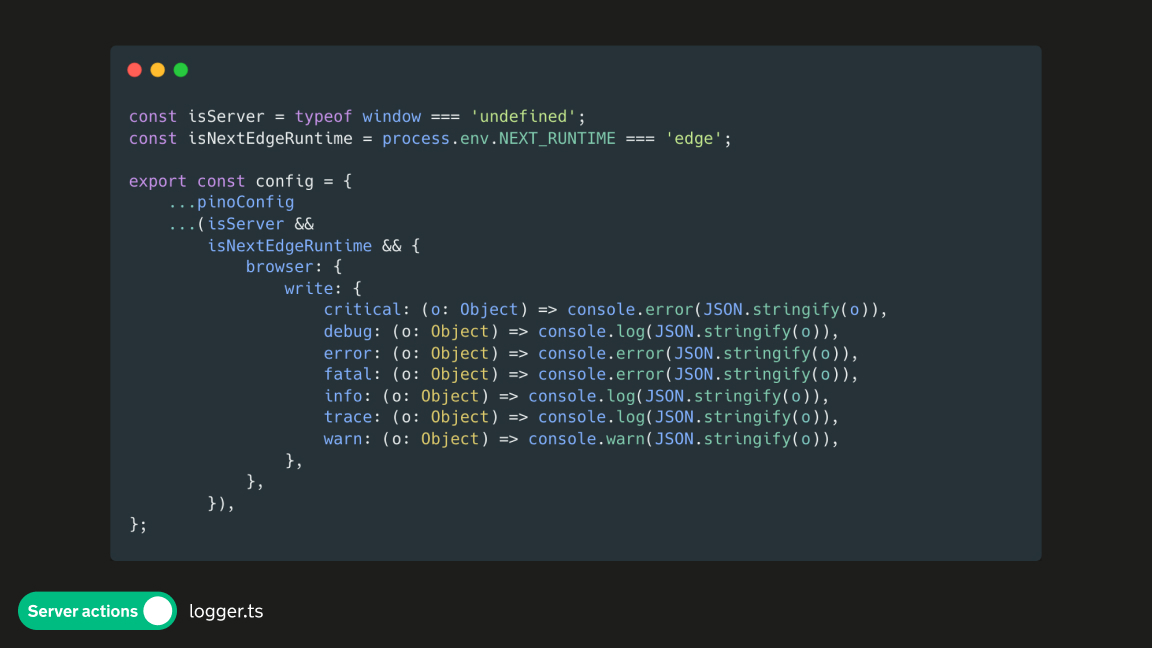 const isServer = typeof window === 'undefined';
const isNextEdgeRuntime = process.env.NEXT_RUNTIME === 'edge';
export const config = {
...pinoConfig
...(isServer &&
isNextEdgeRuntime && {
browser: {
write: {
critical: (o: Object) => console.error(JSON.stringify(o)),
debug: (o: Object) => console.log(JSON.stringify(o)),
error: (o: Object) => console.error(JSON.stringify(o)),
fatal: (o: Object) => console.error(JSON.stringify(o)),
info: (o: Object) => console.log(JSON.stringify(o)),
trace: (o: Object) => console.log(JSON.stringify(o)),
warn: (o: Object) => console.warn(JSON.stringify(o)),
},
},
}),
};
Server actions
logger.ts